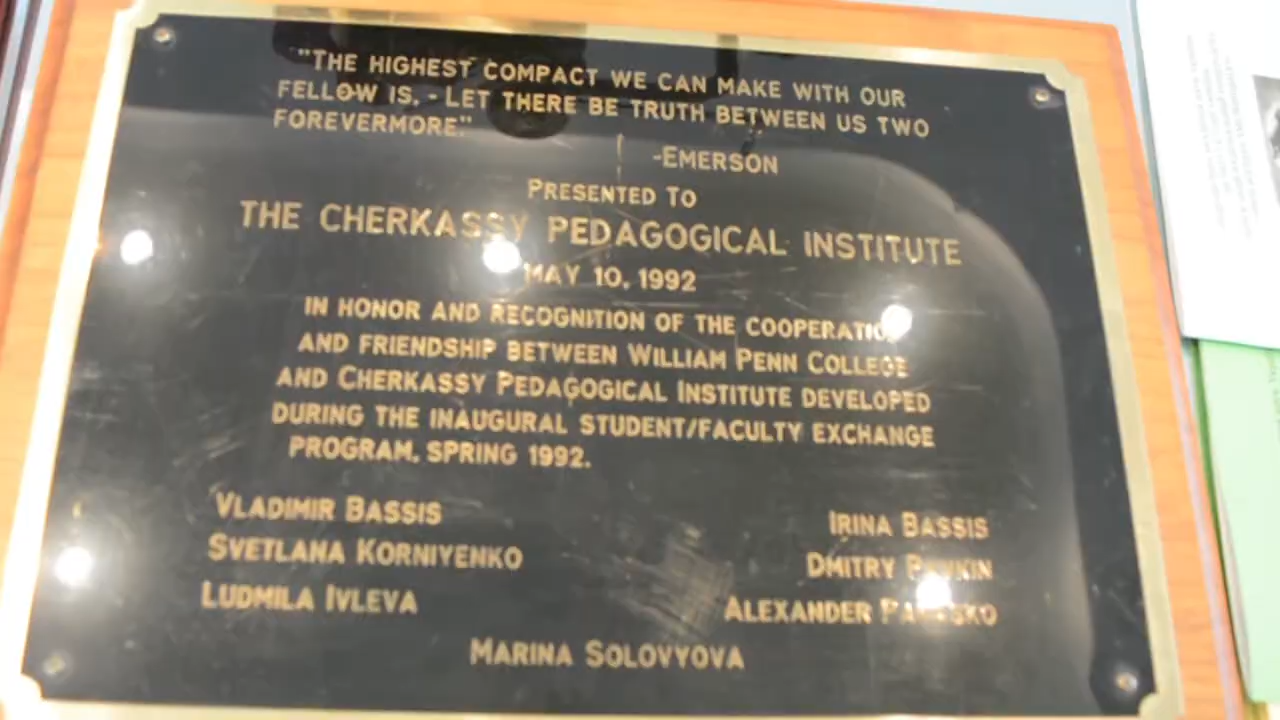 "THE HIGHEST COMPACT WE CAN MAKE WITH OUR
FELLOW IS, - LET THERE BE TRUTH BETWEEN US TWO
FOREVERMORE."
-EMERSON
PRESENTED TO
THE CHERKASSY PEDAGOGICAL INSTITUTE
MAY 10, 1992
IN HONOR AND RECOGNITION OF THE COOPERATION
AND FRIENDSHIP BETWEEN WILLIAM PENN COLLEGE
AND CHERKASSY PEDAGOGICAL INSTITUTE DEVELOPED
DURING THE INAUGURAL STUDENT/FACULTY EXCHANGE
PROGRAM, SPRING 1992.
VLADIMIR BASSIS
IRINA BASSIS
SVETLANA KORNIYENKO
DMITRY
LUDMILA IVLEVA
ALEXANDER
MARINA SOLOVYOVA